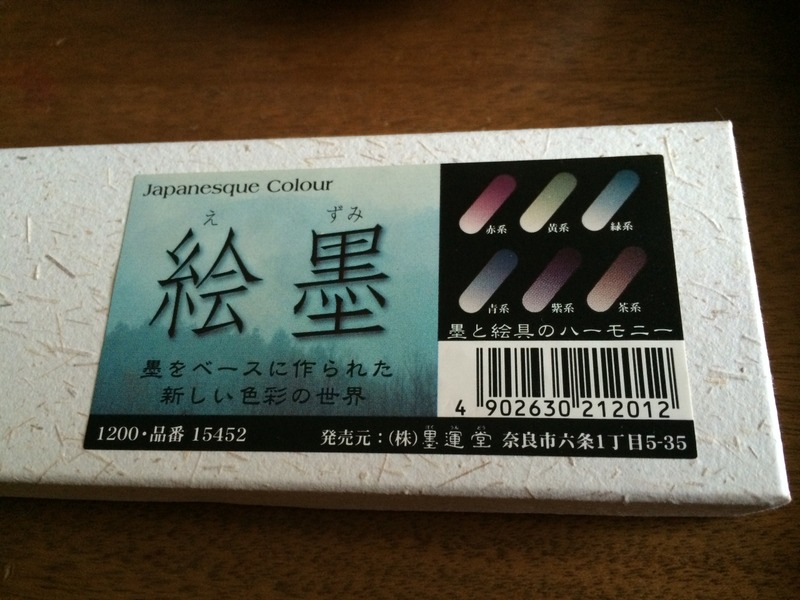 Japanesque Colour
え ずみ
絵墨
墨をベースに作られた
新しい色彩の世界
赤系 黄系 緑系
青系 紫系 茶系
墨と絵具のハーモニー
4 902630 212012
1200・品番 15452 発売元：(株)墨運堂 奈良市六条1丁目5-35